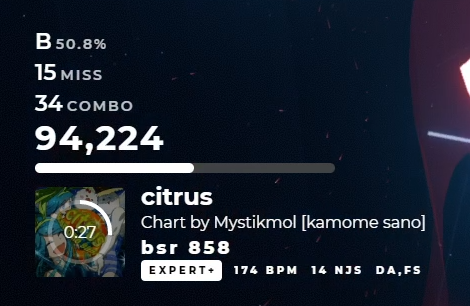 B 50.8%
15 MISS
34 COMBO
94,224
citrus
Chart by Mystikmol [kamome sano]
0:27
bsr 858
EXPERT+ 174 BPM 14 NJS DA,FS